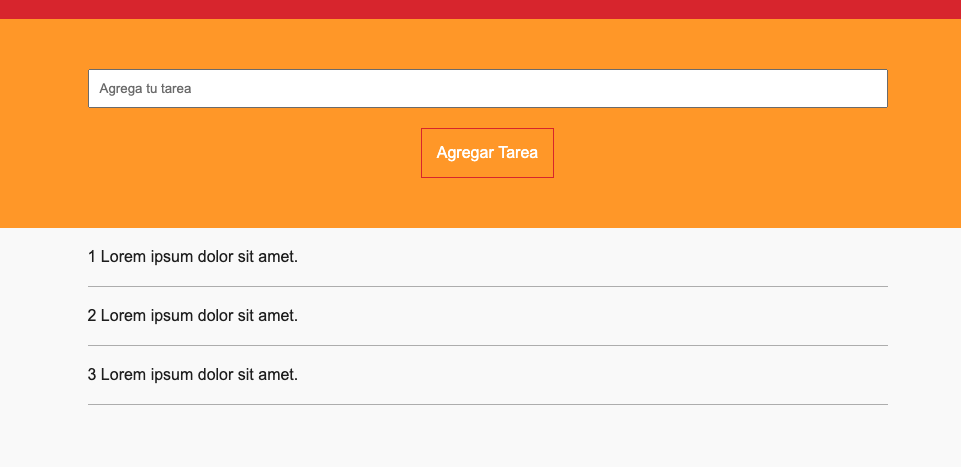 Agrega tu tarea
Agregar Tarea
1 Lorem ipsum dolor sit amet.
2 Lorem ipsum dolor sit amet.
3 Lorem ipsum dolor sit amet.